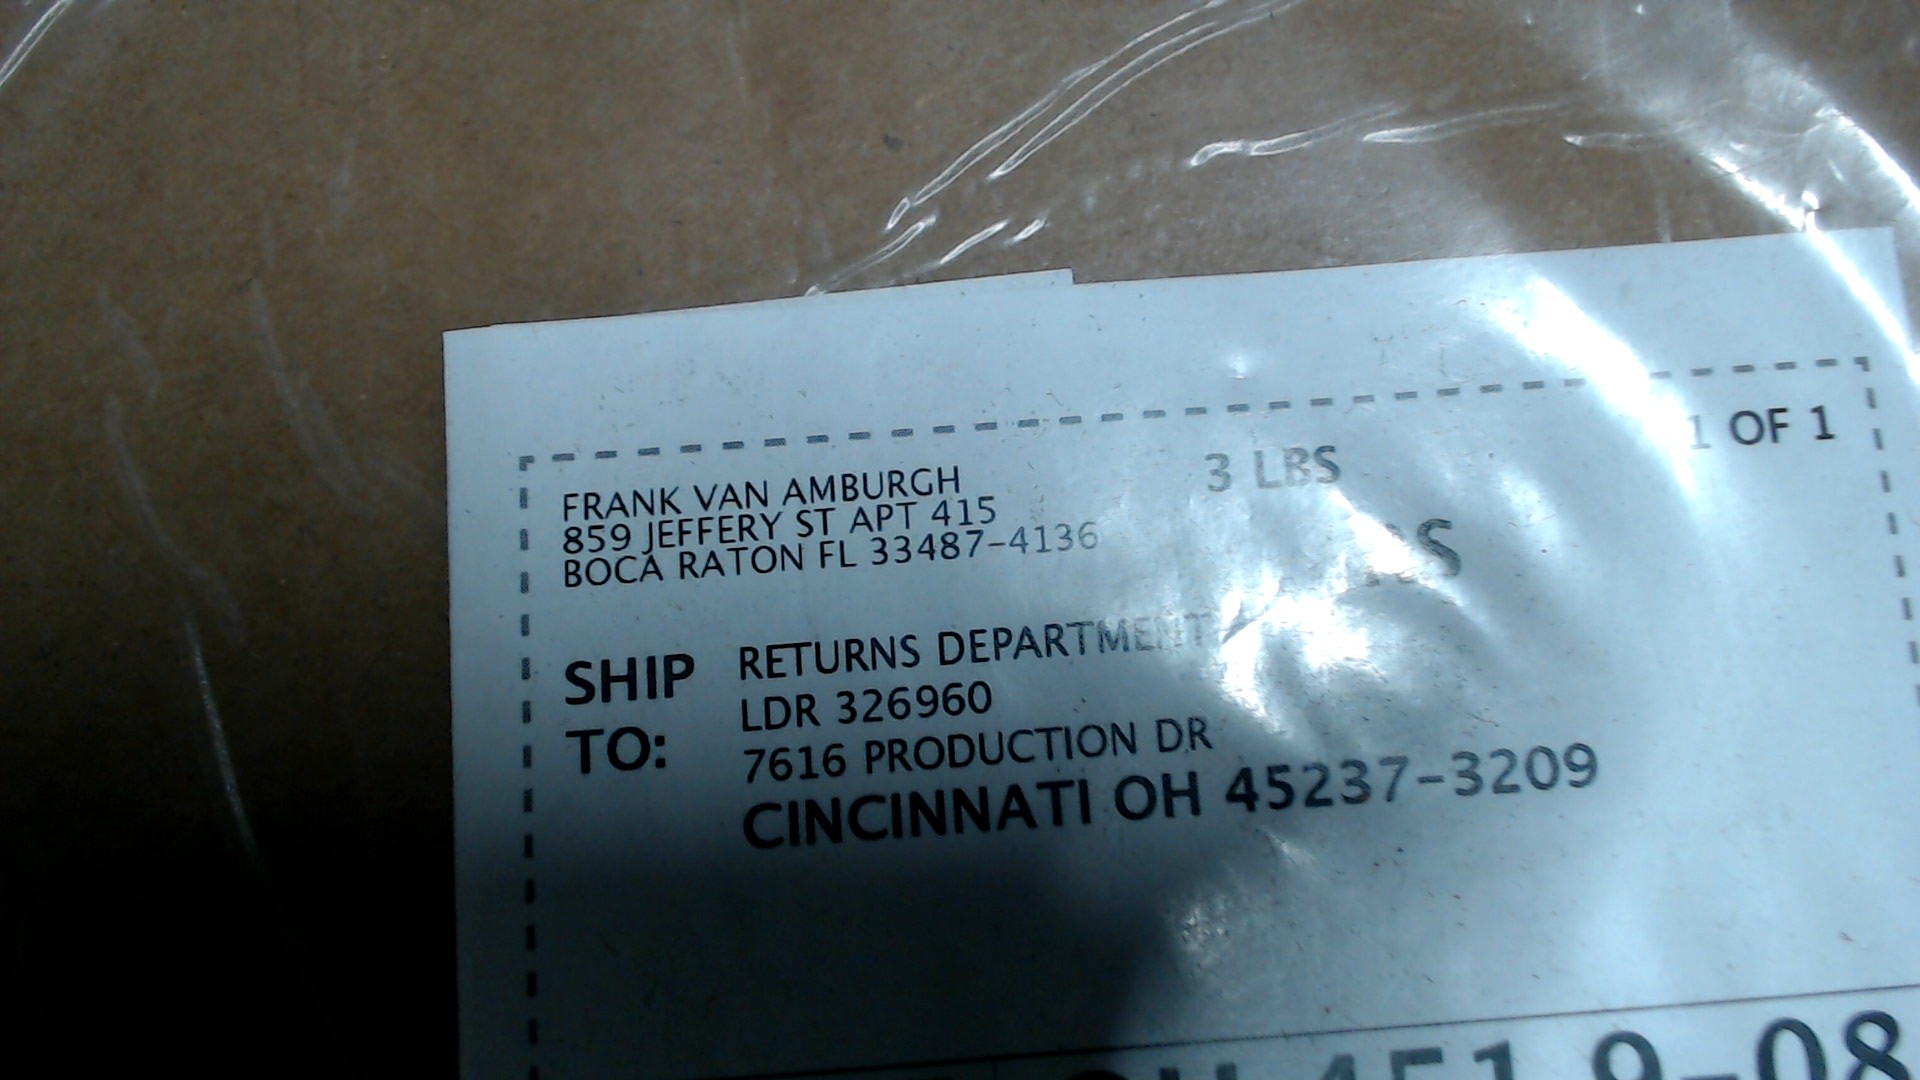 FRANK VAN AMBURGH
859 JEFFERY ST APT 415
BOCA RATON FL 33487-4136
3 LBS
1 OF 1
SHIP TO:
RETURNS DEPARTMENT
LDR 326960
7616 PRODUCTION DR
CINCINNATI OH 45237-3209